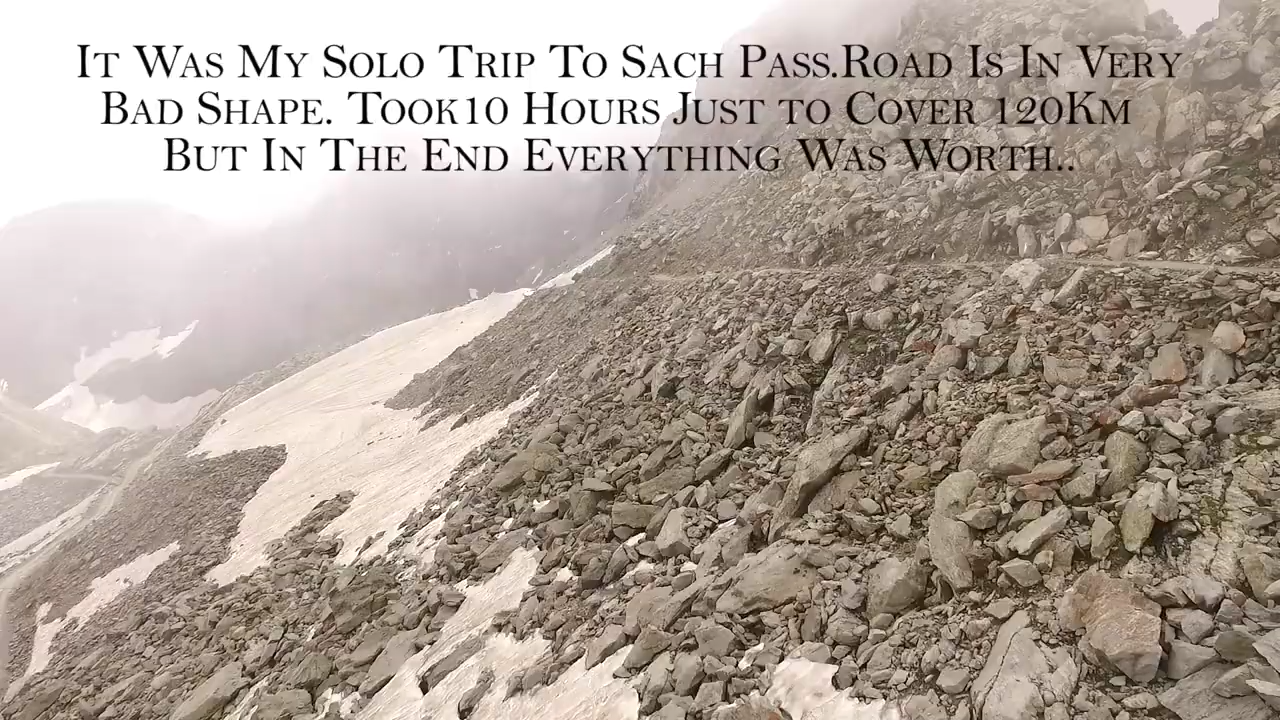 It Was My Solo Trip To Sach Pass.Road Is In Very
Bad Shape. Took10 Hours Just to Cover 120Km
But In The End Everything Was Worth..